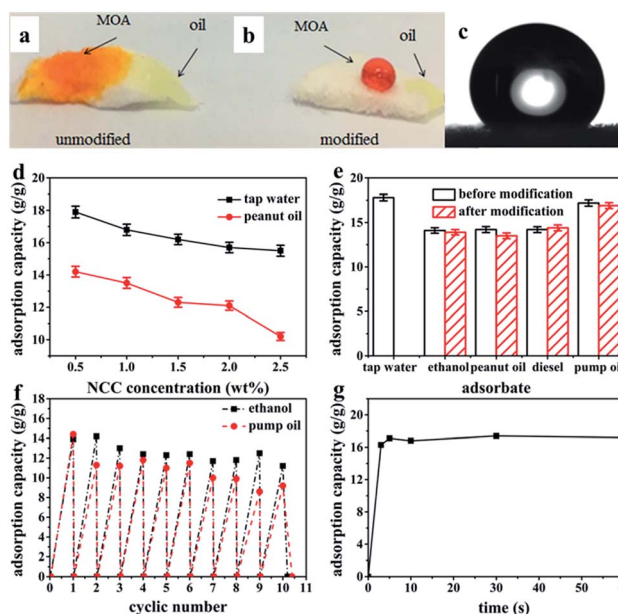 a
MOA
oil
unmodified
b
MOA
oil
modified
c
d
adsorption capacity (g/g)
18
16
14
12
10
tap water
peanut oil
0.5 1.0 1.5 2.0 2.5
NCC concentration (wt%)
e
adsorption capacity (g/g)
20
15
10
5
0
before modification
after modification
tap water ethanol peanut oil diesel pump oil
adsorbate
f
adsorption capacity (g/g)
18
16
14
12
10
8
6
4
2
0
ethanol
pump oil
0 1 2 3 4 5 6 7 8 9 10 11
cyclic number
g
adsorption capacity (g/g)
20
16
12
8
4
0
0 10 20 30 40 50
time (s)